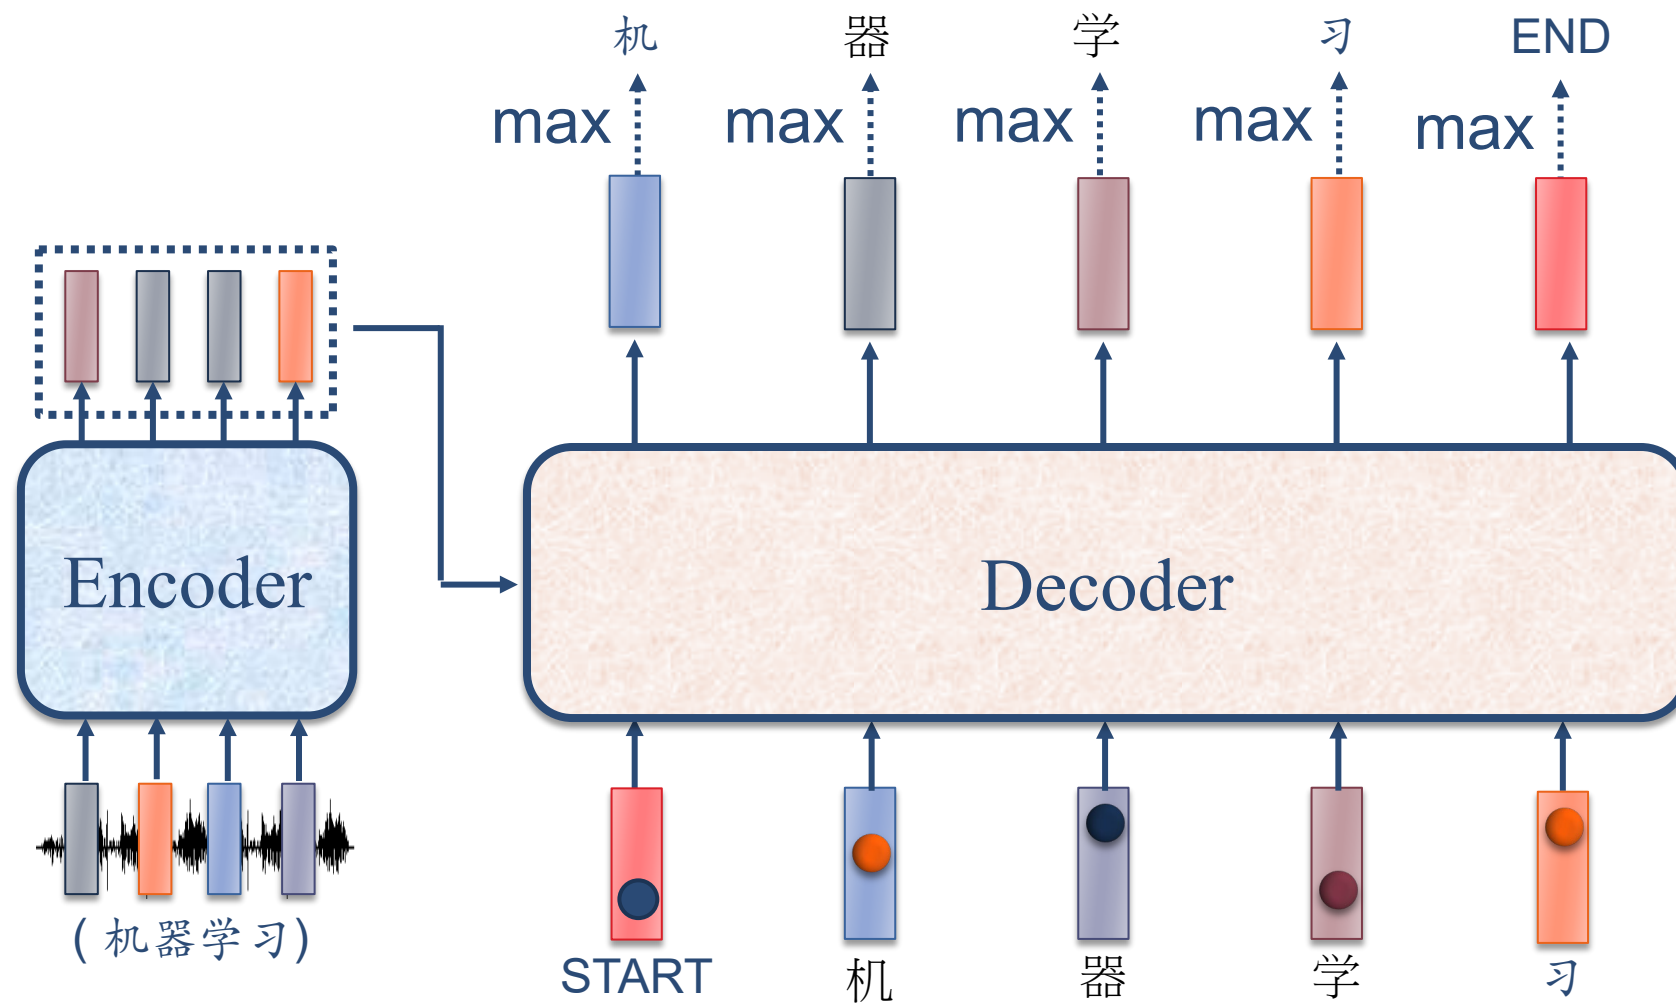 机 器 学 习 END
max max max max max
Encoder
Decoder
(机器学习)
START 机 器 学 习